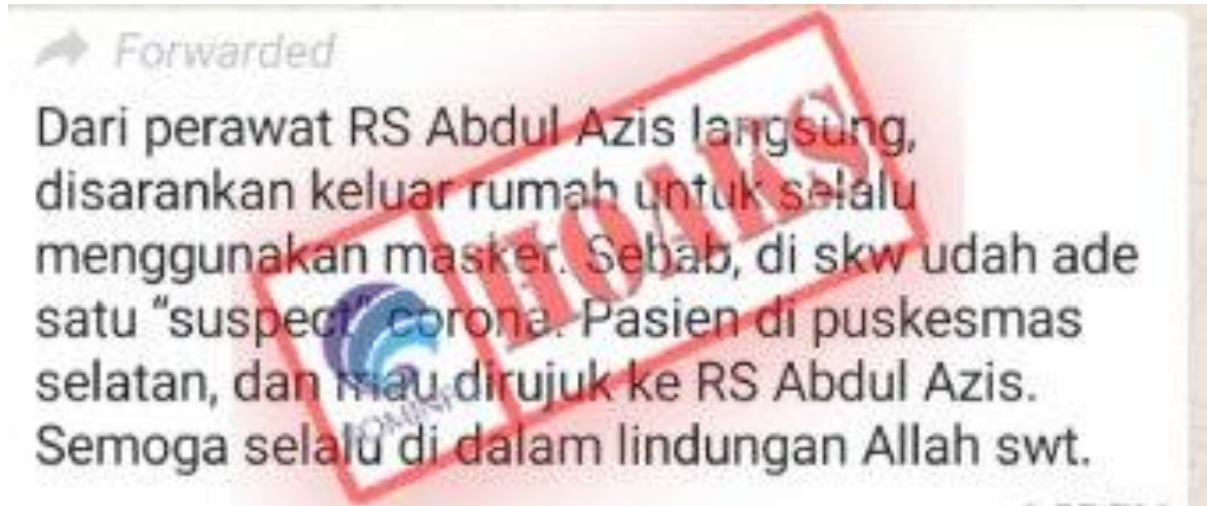 Forwarded
Dari perawat RS Abdul Azis langsung,
disarankan keluar rumah untuk selalu
menggunakan masker. Sebab, di skw udah ade
satu "suspect" corona. Pasien di puskesmas
selatan, dan mau dirujuk ke RS Abdul Azis.
Semoga selalu di dalam lindungan Allah swt.
HOAKS
KOMINFO